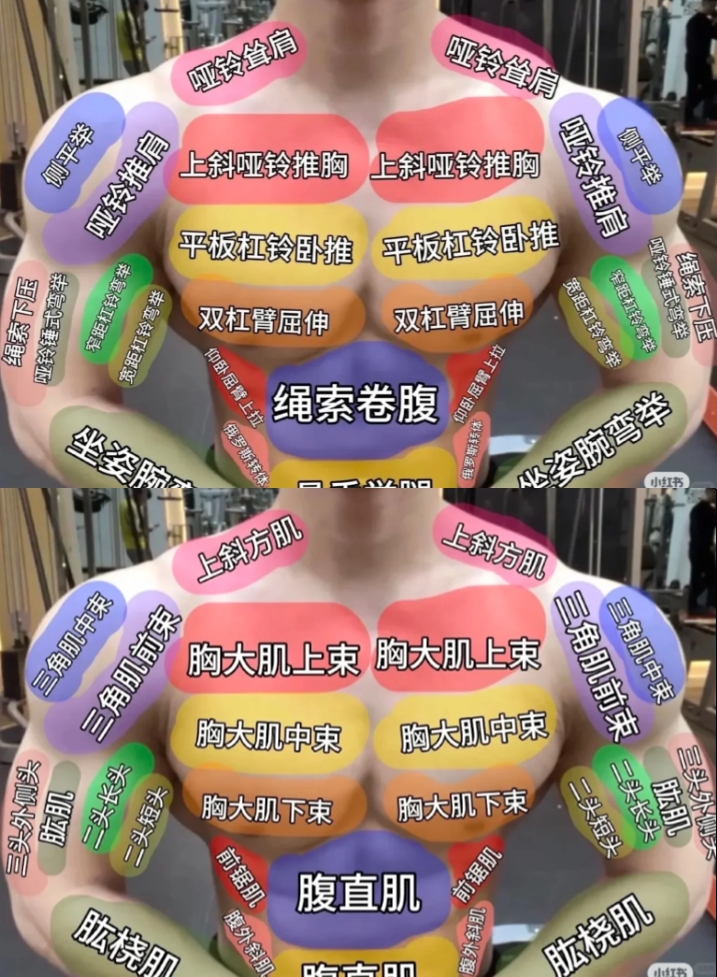 哑铃耸肩
哑铃耸肩
侧平举
哑铃推肩
上斜哑铃推胸
上斜哑铃推胸
哑铃推肩
侧平举
平板杠铃卧推
平板杠铃卧推
绳索下压
哑铃锤式弯举
窄距杠铃弯举
宽距杠铃弯举
双杠臂屈伸
双杠臂屈伸
宽距杠铃弯举
窄距杠铃弯举
哑铃锤式弯举
绳索下压
仰卧屈臂上拉
绳索卷腹
仰卧屈臂上拉
俄罗斯转体
俄罗斯转体
坐姿腕弯
坐姿腕弯举
小红书
上斜方肌
上斜方肌
三角肌中束
三角肌前束
胸大肌上束
胸大肌上束
三角肌前束
三角肌中束
胸大肌中束
胸大肌中束
三头外侧头
肱肌
二头长头
二头短头
胸大肌下束
胸大肌下束
二头短头
二头长头
肱肌
三头外侧头
前锯肌
腹直肌
前锯肌
腹外斜肌
腹外斜肌
肱桡肌
腹直肌
肱桡肌
小红书